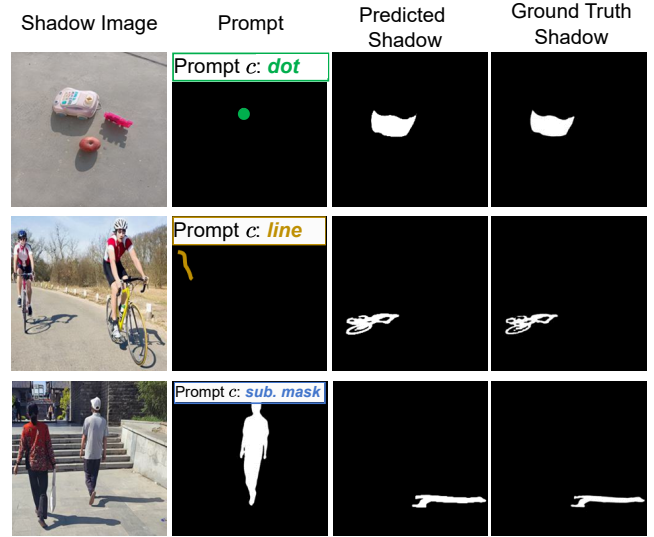 Shadow Image
Prompt
Predicted
Shadow
Ground Truth
Shadow
Prompt c: dot
Prompt c: line
Prompt c: sub. mask